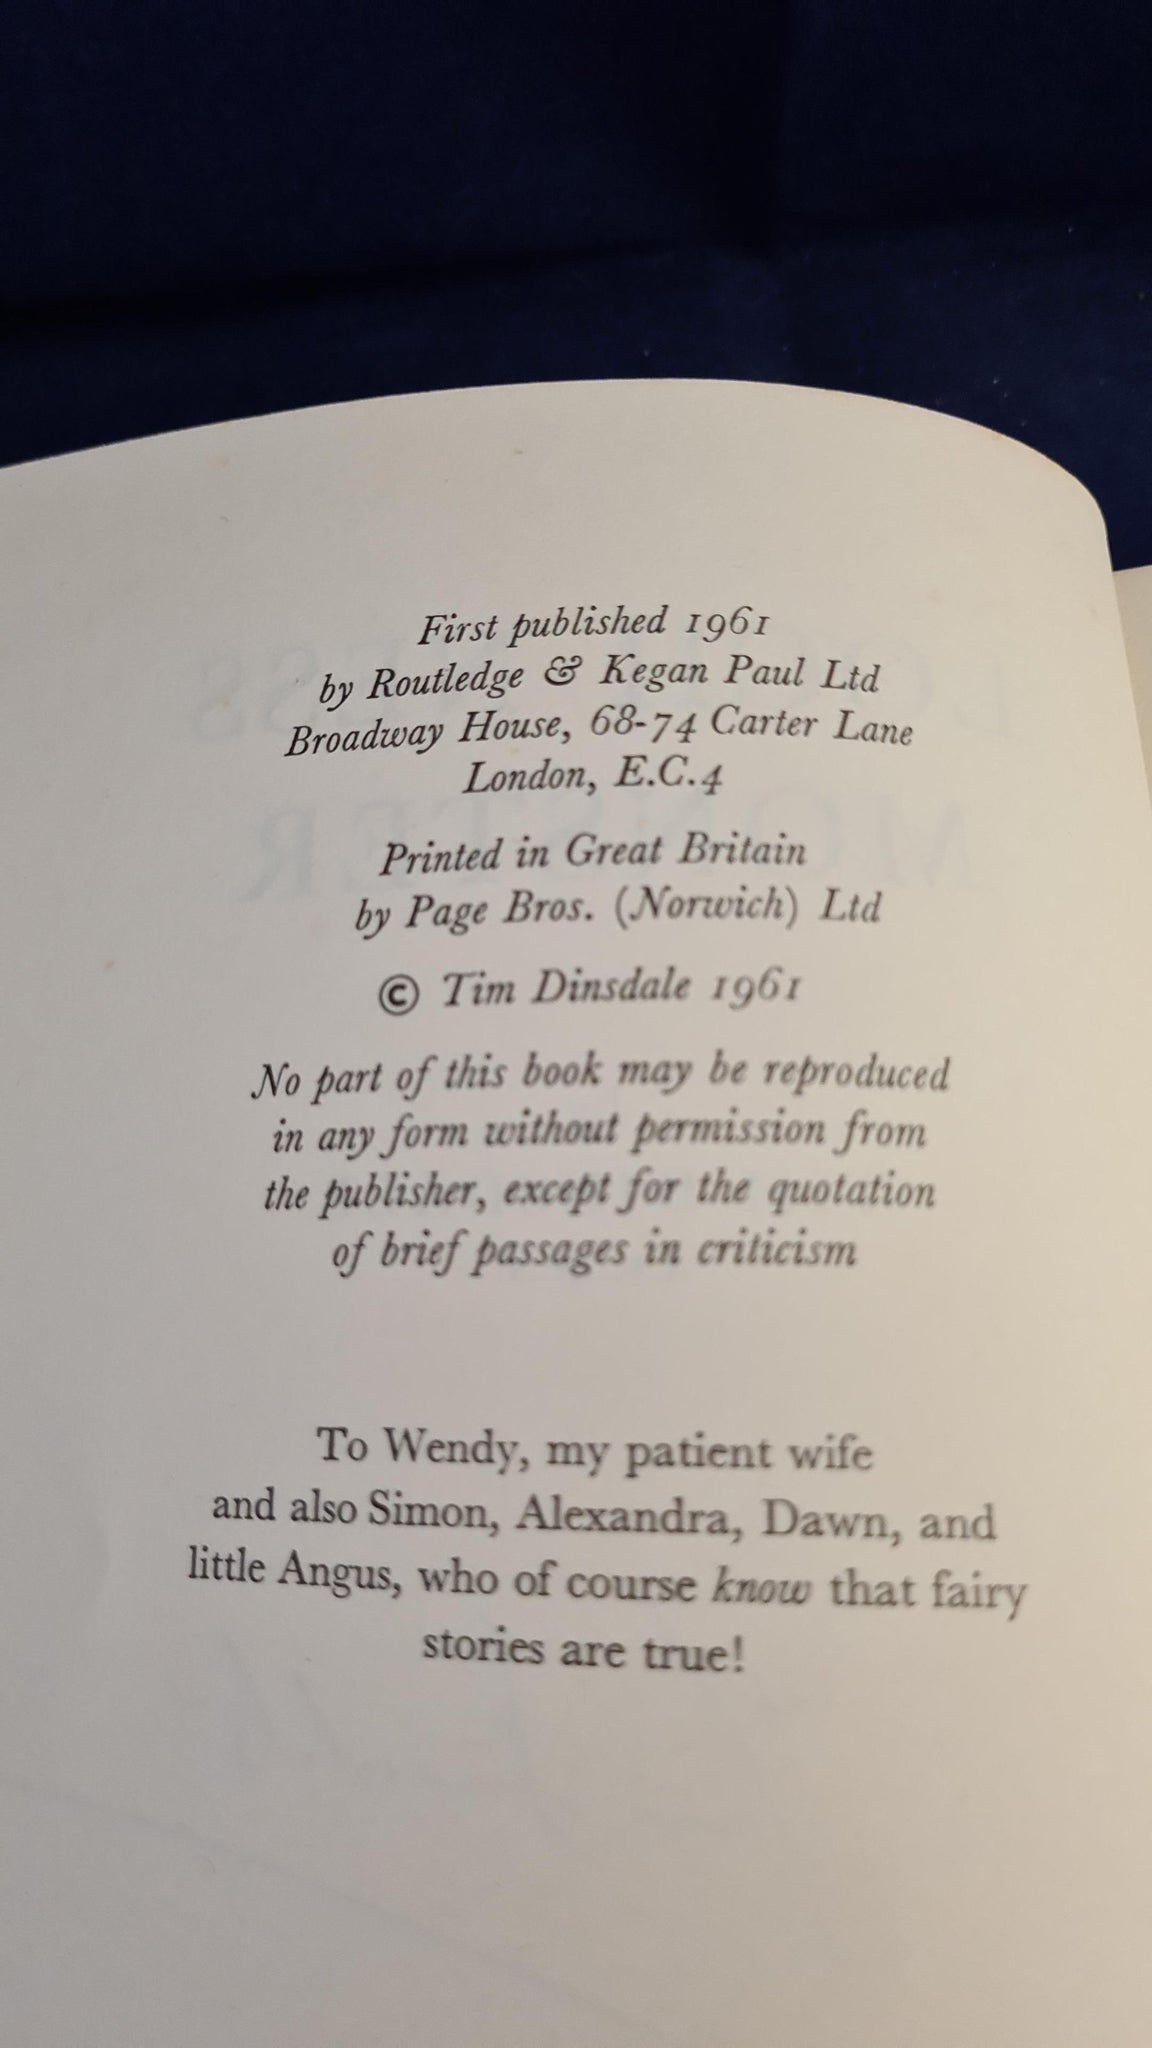 First published 1961
by Routledge & Kegan Paul Ltd
Broadway House, 68-74 Carter Lane
London, E.C.4
Printed in Great Britain
by Page Bros. (Norwich) Ltd
© Tim Dinsdale 1961
No part of this book may be reproduced
in any form without permission from
the publisher, except for the quotation
of brief passages in criticism
To Wendy, my patient wife
and also Simon, Alexandra, Dawn, and
little Angus, who of course know that fairy
stories are true!